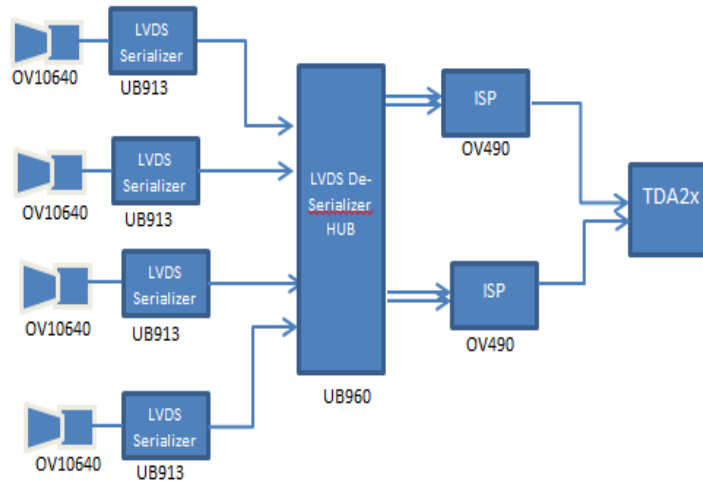 LVDS
Serializer
OV10640
UB913
LVDS
Serializer
OV10640
UB913
LVDS
Serializer
OV10640
UB913
LVDS
Serializer
OV10640
UB913
LVDS De-
Serializer
HUB
UB960
ISP
OV490
ISP
OV490
TDA2x